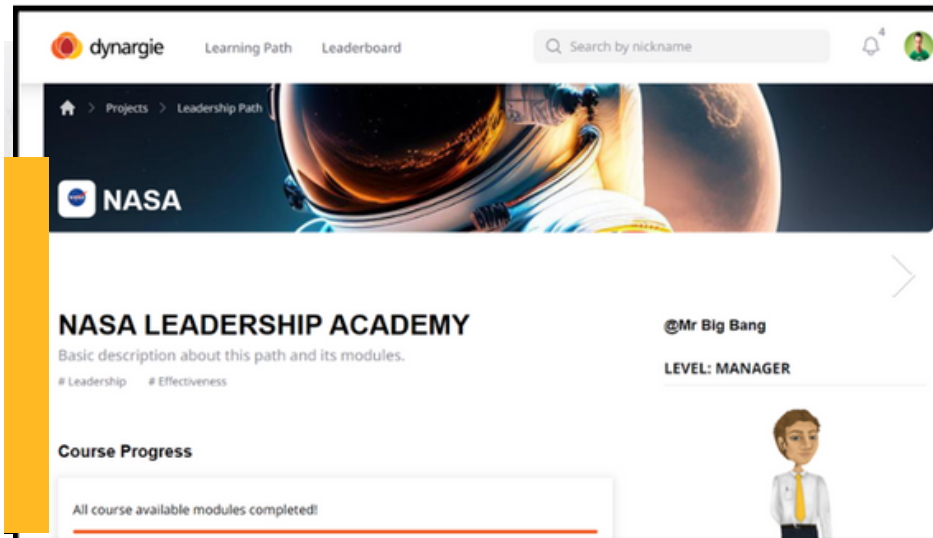 dynargie Learning Path Leaderboard Search by nickname 4
> Projects > Leadership Path
NASA NASA
NASA LEADERSHIP ACADEMY
Basic description about this path and its modules.
# Leadership # Effectiveness
@Mr Big Bang
LEVEL: MANAGER
Course Progress
All course available modules completed!